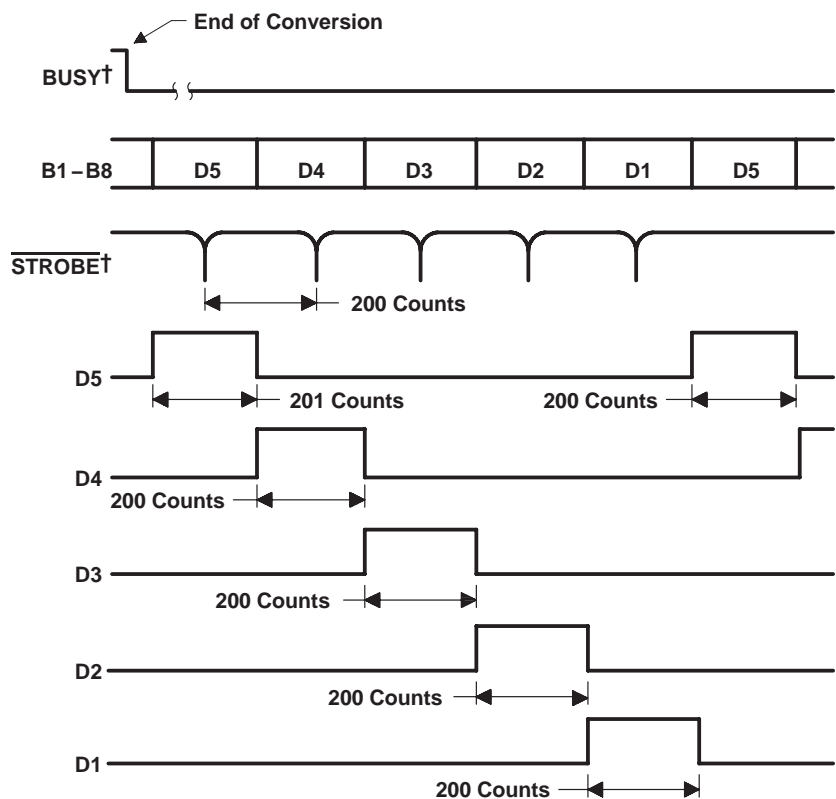 End of Conversion
BUSY†
B1–B8 D5 D4 D3 D2 D1 D5
STROBE†
200 Counts
D5
201 Counts 200 Counts
D4
200 Counts
D3
200 Counts
D2
200 Counts
D1
200 Counts